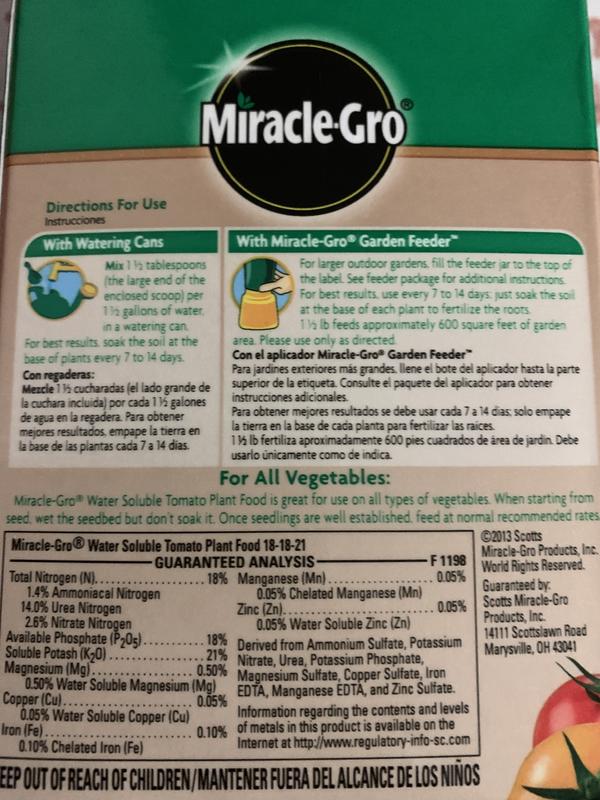 Miracle-Gro®
Directions For Use
Instrucciones
With Watering Cans
Mix 1 ½ tablespoons
(the large end of the
enclosed scoop) per
1 ½ gallons of water,
in a watering can.
For best results, soak the soil at the
base of plants every 7 to 14 days.
Con regaderas:
Mezcle 1 ½ cucharadas (el lado grande de
la cuchara incluida) por cada 1 ½ galones
de agua en la regadera. Para obtener
mejores resultados, empape la tierra en
la base de las plantas cada 7 a 14 días.
With Miracle-Gro® Garden Feeder™
For larger outdoor gardens, fill the feeder jar to the top of
the label. See feeder package for additional instructions.
For best results, use every 7 to 14 days; just soak the soil
at the base of each plant to fertilize the roots.
1 ½ lb feeds approximately 600 square feet of garden
area. Please use only as directed.
Con el aplicador Miracle-Gro® Garden Feeder™
Para jardines exteriores más grandes, llene el bote del aplicador hasta la parte
superior de la etiqueta. Consulte el paquete del aplicador para obtener
instrucciones adicionales.
Para obtener mejores resultados se debe usar cada 7 a 14 días; solo empape
la tierra en la base de cada planta para fertilizar las raíces.
1 ½ lb fertiliza aproximadamente 600 pies cuadrados de área de jardín. Debe
usarlo únicamente como de indica.
For All Vegetables:
Miracle-Gro® Water Soluble Tomato Plant Food is great for use on all types of vegetables. When starting from
seed, wet the seedbed but don't soak it. Once seedlings are well established, feed at normal recommended rates
Miracle-Gro® Water Soluble Tomato Plant Food 18-18-21
GUARANTEED ANALYSIS F 1198
Total Nitrogen (N) 18%
1.4% Ammoniacal Nitrogen
14.0% Urea Nitrogen
2.6% Nitrate Nitrogen
Available Phosphate (P₂O₅) 18%
Soluble Potash (K₂O) 21%
Magnesium (Mg) 0.50%
0.50% Water Soluble Magnesium (Mg)
Copper (Cu) 0.05%
0.05% Water Soluble Copper (Cu)
Iron (Fe) 0.10%
0.10% Chelated Iron (Fe)
Manganese (Mn) 0.05%
0.05% Chelated Manganese (Mn)
Zinc (Zn) 0.05%
0.05% Water Soluble Zinc (Zn)
Derived from Ammonium Sulfate, Potassium
Nitrate, Urea, Potassium Phosphate,
Magnesium Sulfate, Copper Sulfate, Iron
EDTA, Manganese EDTA, and Zinc Sulfate.
Information regarding the contents and levels
of metals in this product is available on the
Internet at http://www.regulatory-info-sc.com
©2013 Scotts
Miracle-Gro Products, Inc.
World Rights Reserved.
Guaranteed by:
Scotts Miracle-Gro
Products, Inc.
14111 Scottslawn Road
Marysville, OH 43041
EEP OUT OF REACH OF CHILDREN/MANTENER FUERA DEL ALCANCE DE LOS NIÑOS